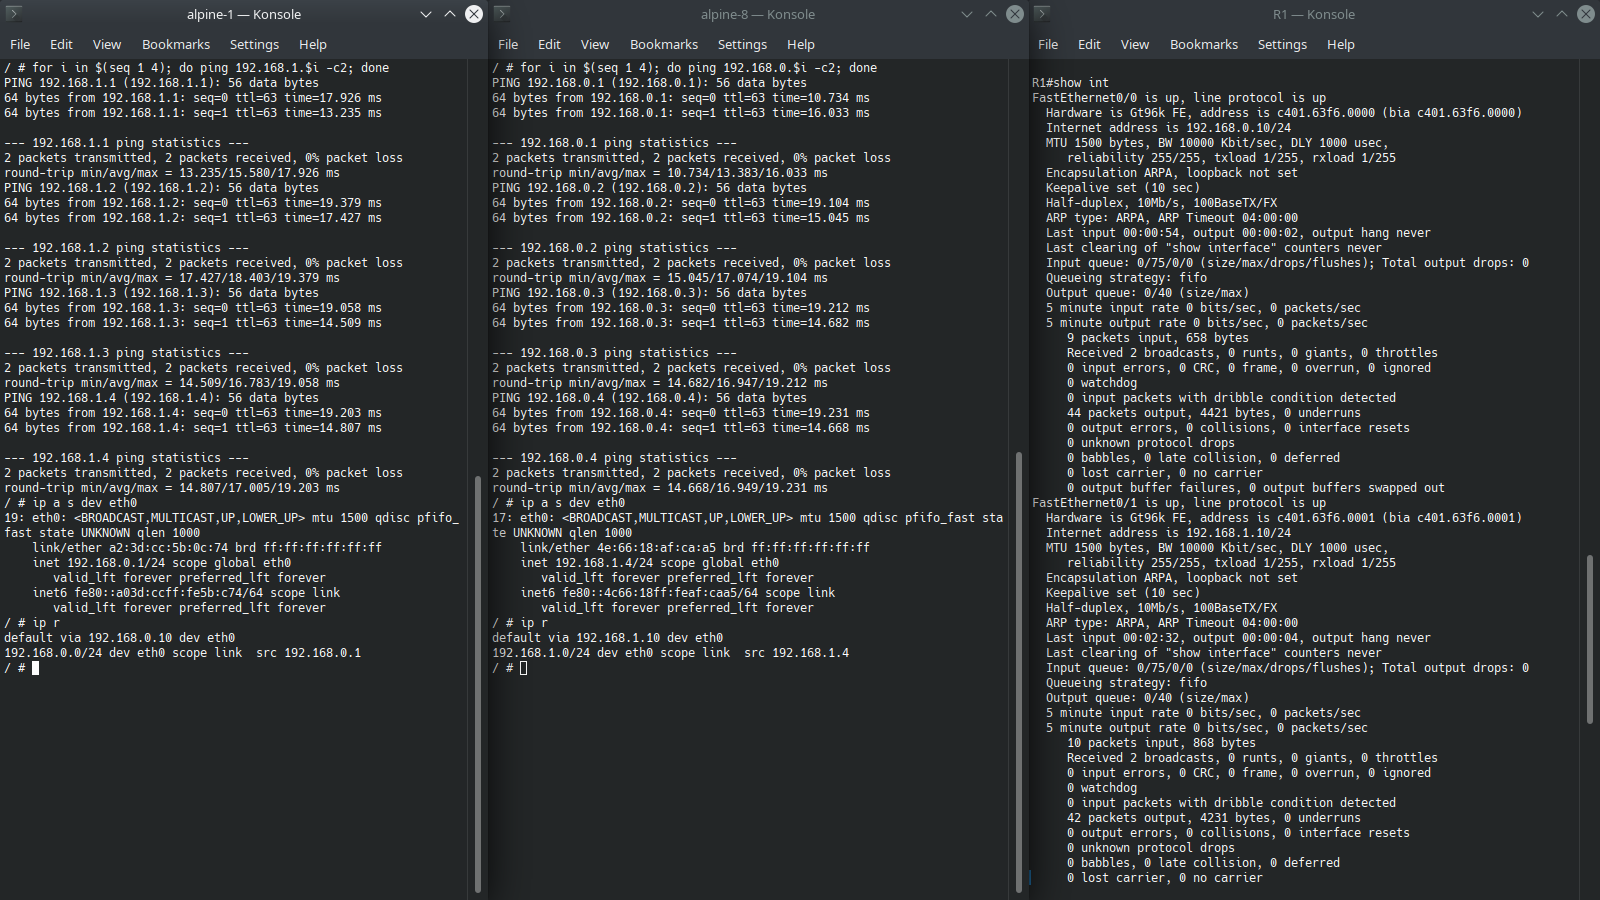 alpine-1 — Konsole
File Edit View Bookmarks Settings Help
/ # for i in $(seq 1 4); do ping 192.168.1.$i -c2; done
PING 192.168.1.1 (192.168.1.1): 56 data bytes
64 bytes from 192.168.1.1: seq=0 ttl=63 time=17.926 ms
64 bytes from 192.168.1.1: seq=1 ttl=63 time=13.235 ms
--- 192.168.1.1 ping statistics ---
2 packets transmitted, 2 packets received, 0% packet loss
round-trip min/avg/max = 13.235/15.580/17.926 ms
PING 192.168.1.2 (192.168.1.2): 56 data bytes
64 bytes from 192.168.1.2: seq=0 ttl=63 time=19.379 ms
64 bytes from 192.168.1.2: seq=1 ttl=63 time=17.427 ms
--- 192.168.1.2 ping statistics ---
2 packets transmitted, 2 packets received, 0% packet loss
round-trip min/avg/max = 17.427/18.403/19.379 ms
PING 192.168.1.3 (192.168.1.3): 56 data bytes
64 bytes from 192.168.1.3: seq=0 ttl=63 time=19.058 ms
64 bytes from 192.168.1.3: seq=1 ttl=63 time=14.509 ms
--- 192.168.1.3 ping statistics ---
2 packets transmitted, 2 packets received, 0% packet loss
round-trip min/avg/max = 14.509/16.783/19.058 ms
PING 192.168.1.4 (192.168.1.4): 56 data bytes
64 bytes from 192.168.1.4: seq=0 ttl=63 time=19.203 ms
64 bytes from 192.168.1.4: seq=1 ttl=63 time=14.807 ms
--- 192.168.1.4 ping statistics ---
2 packets transmitted, 2 packets received, 0% packet loss
round-trip min/avg/max = 14.807/17.005/19.203 ms
/ # ip a s dev eth0
19: eth0: <BROADCAST,MULTICAST,UP,LOWER_UP> mtu 1500 qdisc pfifo_
fast state UNKNOWN qlen 1000
link/ether a2:3d:cc:5b:0c:74 brd ff:ff:ff:ff:ff:ff
inet 192.168.0.1/24 scope global eth0
valid_lft forever preferred_lft forever
inet6 fe80::a03d:ccff:fe5b:c74/64 scope link
valid_lft forever preferred_lft forever
/ # ip r
default via 192.168.0.10 dev eth0
192.168.0.0/24 dev eth0 scope link  src 192.168.0.1
/ #
alpine-8 — Konsole
File Edit View Bookmarks Settings Help
/ # for i in $(seq 1 4); do ping 192.168.0.$i -c2; done
PING 192.168.0.1 (192.168.0.1): 56 data bytes
64 bytes from 192.168.0.1: seq=0 ttl=63 time=10.734 ms
64 bytes from 192.168.0.1: seq=1 ttl=63 time=16.033 ms
--- 192.168.0.1 ping statistics ---
2 packets transmitted, 2 packets received, 0% packet loss
round-trip min/avg/max = 10.734/13.383/16.033 ms
PING 192.168.0.2 (192.168.0.2): 56 data bytes
64 bytes from 192.168.0.2: seq=0 ttl=63 time=19.104 ms
64 bytes from 192.168.0.2: seq=1 ttl=63 time=15.045 ms
--- 192.168.0.2 ping statistics ---
2 packets transmitted, 2 packets received, 0% packet loss
round-trip min/avg/max = 15.045/17.074/19.104 ms
PING 192.168.0.3 (192.168.0.3): 56 data bytes
64 bytes from 192.168.0.3: seq=0 ttl=63 time=19.212 ms
64 bytes from 192.168.0.3: seq=1 ttl=63 time=14.682 ms
--- 192.168.0.3 ping statistics ---
2 packets transmitted, 2 packets received, 0% packet loss
round-trip min/avg/max = 14.682/16.947/19.212 ms
PING 192.168.0.4 (192.168.0.4): 56 data bytes
64 bytes from 192.168.0.4: seq=0 ttl=63 time=19.231 ms
64 bytes from 192.168.0.4: seq=1 ttl=63 time=14.668 ms
--- 192.168.0.4 ping statistics ---
2 packets transmitted, 2 packets received, 0% packet loss
round-trip min/avg/max = 14.668/16.949/19.231 ms
/ # ip a s dev eth0
17: eth0: <BROADCAST,MULTICAST,UP,LOWER_UP> mtu 1500 qdisc pfifo_fast sta
te UNKNOWN qlen 1000
link/ether 4e:66:18:af:ca:a5 brd ff:ff:ff:ff:ff:ff
inet 192.168.1.4/24 scope global eth0
valid_lft forever preferred_lft forever
inet6 fe80::4c66:18ff:feaf:caa5/64 scope link
valid_lft forever preferred_lft forever
/ # ip r
default via 192.168.1.10 dev eth0
192.168.1.0/24 dev eth0 scope link  src 192.168.1.4
/ #
R1 — Konsole
File Edit View Bookmarks Settings Help
R1#show int
FastEthernet0/0 is up, line protocol is up
Hardware is Gt96k FE, address is c401.63f6.0000 (bia c401.63f6.0000)
Internet address is 192.168.0.10/24
MTU 1500 bytes, BW 10000 Kbit/sec, DLY 1000 usec,
reliability 255/255, txload 1/255, rxload 1/255
Encapsulation ARPA, loopback not set
Keepalive set (10 sec)
Half-duplex, 10Mb/s, 100BaseTX/FX
ARP type: ARPA, ARP Timeout 04:00:00
Last input 00:00:54, output 00:00:02, output hang never
Last clearing of "show interface" counters never
Input queue: 0/75/0/0 (size/max/drops/flushes); Total output drops: 0
Queueing strategy: fifo
Output queue: 0/40 (size/max)
5 minute input rate 0 bits/sec, 0 packets/sec
5 minute output rate 0 bits/sec, 0 packets/sec
9 packets input, 658 bytes
Received 2 broadcasts, 0 runts, 0 giants, 0 throttles
0 input errors, 0 CRC, 0 frame, 0 overrun, 0 ignored
0 watchdog
0 input packets with dribble condition detected
44 packets output, 4421 bytes, 0 underruns
0 output errors, 0 collisions, 0 interface resets
0 unknown protocol drops
0 babbles, 0 late collision, 0 deferred
0 lost carrier, 0 no carrier
0 output buffer failures, 0 output buffers swapped out
FastEthernet0/1 is up, line protocol is up
Hardware is Gt96k FE, address is c401.63f6.0001 (bia c401.63f6.0001)
Internet address is 192.168.1.10/24
MTU 1500 bytes, BW 10000 Kbit/sec, DLY 1000 usec,
reliability 255/255, txload 1/255, rxload 1/255
Encapsulation ARPA, loopback not set
Keepalive set (10 sec)
Half-duplex, 10Mb/s, 100BaseTX/FX
ARP type: ARPA, ARP Timeout 04:00:00
Last input 00:02:32, output 00:00:04, output hang never
Last clearing of "show interface" counters never
Input queue: 0/75/0/0 (size/max/drops/flushes); Total output drops: 0
Queueing strategy: fifo
Output queue: 0/40 (size/max)
5 minute input rate 0 bits/sec, 0 packets/sec
5 minute output rate 0 bits/sec, 0 packets/sec
10 packets input, 868 bytes
Received 2 broadcasts, 0 runts, 0 giants, 0 throttles
0 input errors, 0 CRC, 0 frame, 0 overrun, 0 ignored
0 watchdog
0 input packets with dribble condition detected
42 packets output, 4231 bytes, 0 underruns
0 output errors, 0 collisions, 0 interface resets
0 unknown protocol drops
0 babbles, 0 late collision, 0 deferred
0 lost carrier, 0 no carrier